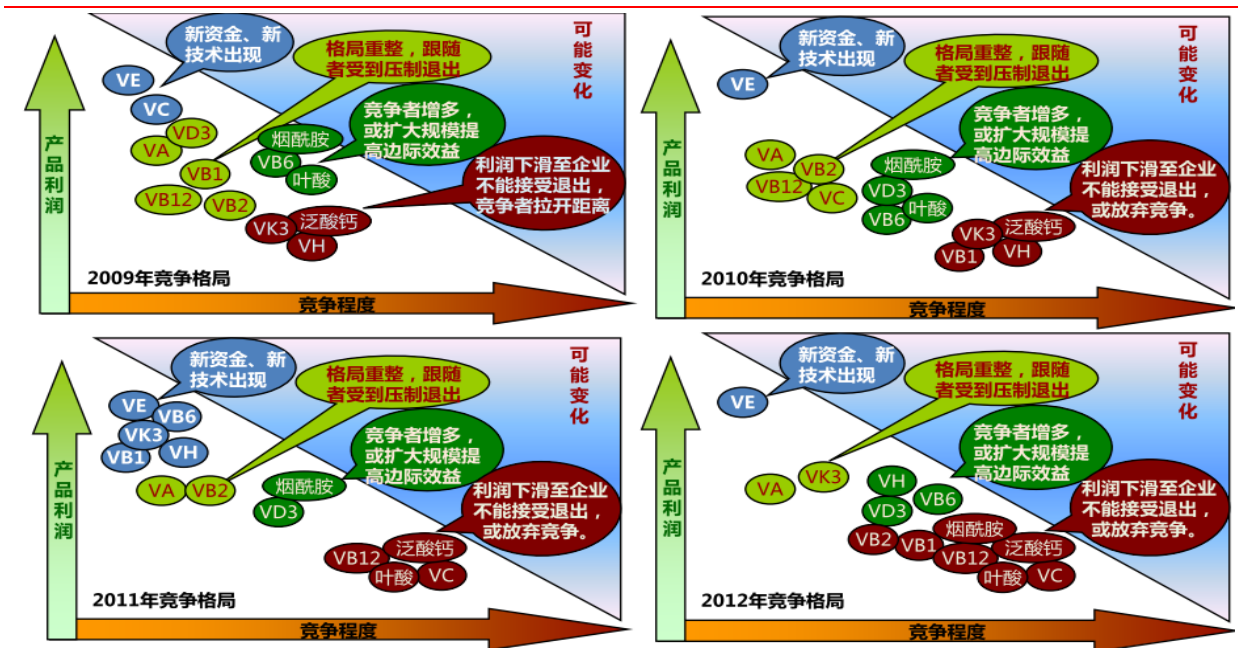 新资金、新
技术出现
格局重整，跟随
者受到压制退出
可
能
变
化
VE
VC
竞争者增多，
或扩大规模提
高边际效益
VD3
VA
烟酰胺
VB6
叶酸
VB1
利润下滑至企业
不能接受退出，
竞争者拉开距离
VB12
VB2
VK3
泛酸钙
VH
产
品
利
润
2009年竞争格局
竞争程度
新资金、新
技术出现
格局重整，跟随
者受到压制退出
可
能
变
化
VE
竞争者增多，
或扩大规模提
高边际效益
VA
VB2
VB12
VC
烟酰胺
VD3
叶酸
VB6
利润下滑至企业
不能接受退出，
或放弃竞争。
VK3
泛酸钙
VB1
VH
产
品
利
润
2010年竞争格局
竞争程度
新资金、新
技术出现
格局重整，跟随
者受到压制退出
可
能
变
化
VE
VB6
VK3
VB1
VH
竞争者增多，
或扩大规模提
高边际效益
VA
VB2
烟酰胺
VD3
利润下滑至企业
不能接受退出，
或放弃竞争。
VB12
泛酸钙
叶酸
VC
产
品
利
润
2011年竞争格局
竞争程度
新资金、新
技术出现
格局重整，跟随
者受到压制退出
可
能
变
化
VE
竞争者增多，
或扩大规模提
高边际效益
VA
VK3
VH
VD3
VB6
利润下滑至企业
不能接受退出，
或放弃竞争。
VB2
VB1
烟酰胺
VB12
泛酸钙
叶酸
VC
产
品
利
润
2012年竞争格局
竞争程度